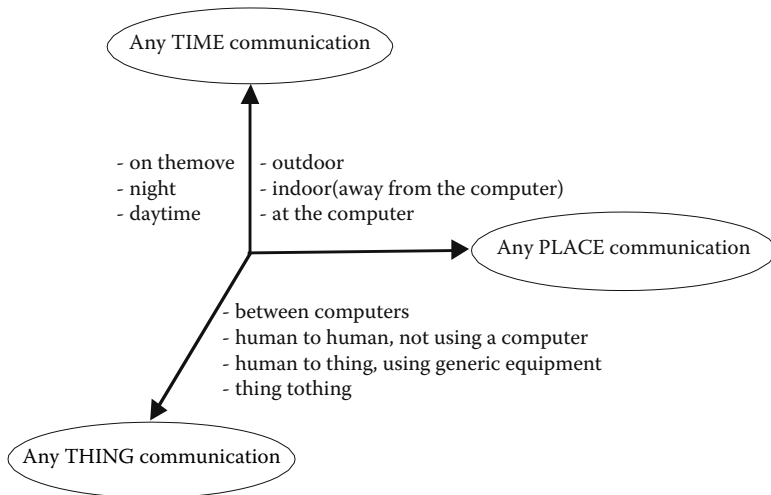 Any TIME communication
- on themove
- night
- daytime
- outdoor
- indoor(away from the computer)
- at the computer
Any PLACE communication
- between computers
- human to human, not using a computer
- human to thing, using generic equipment
- thing tothing
Any THING communication